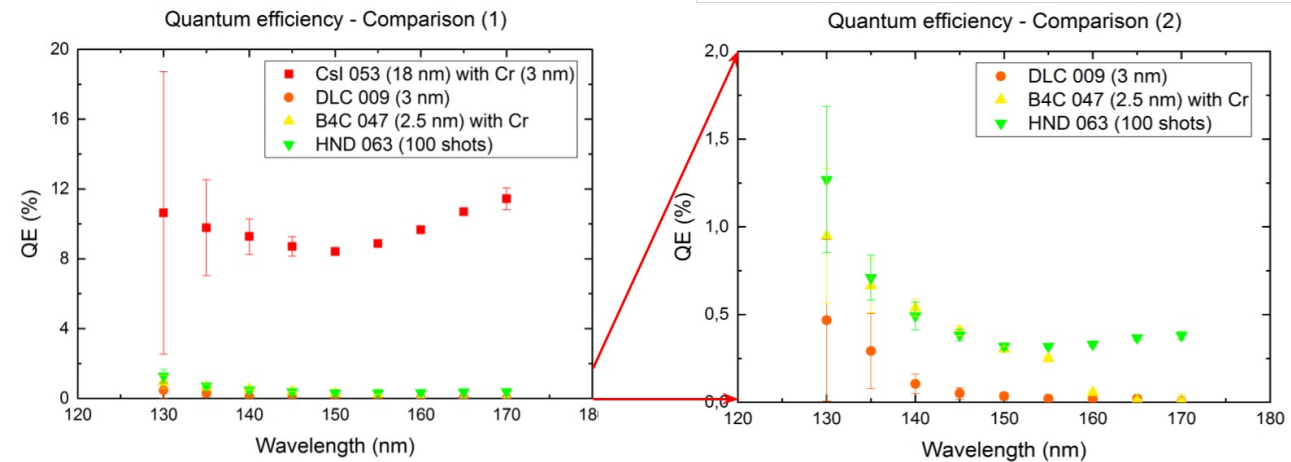 Quantum efficiency - Comparison (1)
20
16
12
8
4
0
QE (%)
CsI 053 (18 nm) with Cr (3 nm)
DLC 009 (3 nm)
B4C 047 (2.5 nm) with Cr
HND 063 (100 shots)
120 130 140 150 160 170 18
Wavelength (nm)
Quantum efficiency - Comparison (2)
2,0
1,5
1,0
0,5
0,0
QE (%)
DLC 009 (3 nm)
B4C 047 (2.5 nm) with Cr
HND 063 (100 shots)
120 130 140 150 160 170 180
Wavelength (nm)